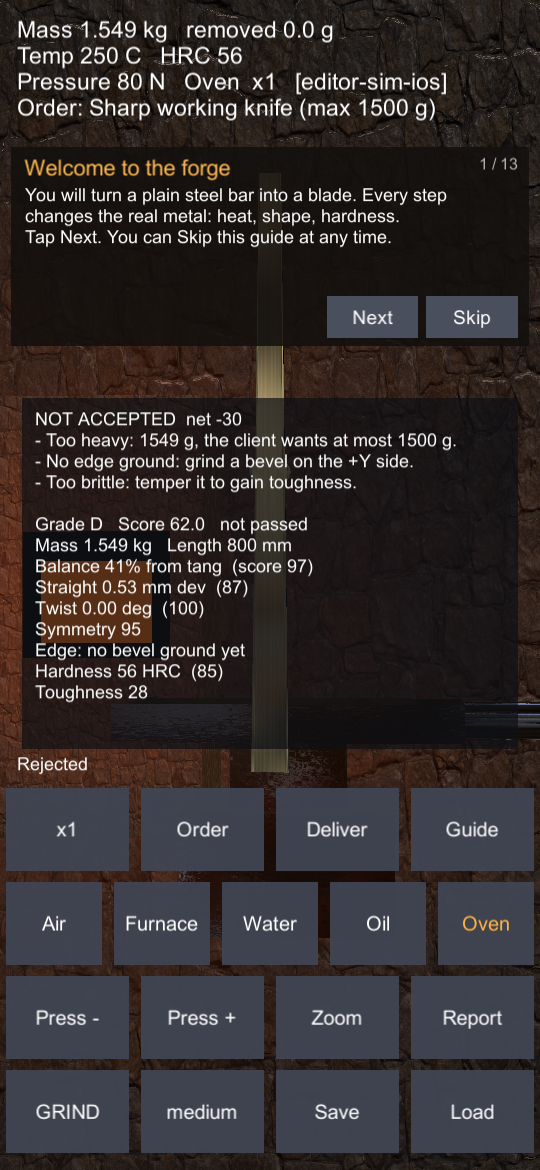 Mass 1.549 kg   removed 0.0 g
Temp 250 C   HRC 56
Pressure 80 N   Oven  x1   [editor-sim-ios]
Order: Sharp working knife (max 1500 g)
Welcome to the forge
1 / 13
You will turn a plain steel bar into a blade. Every step
changes the real metal: heat, shape, hardness.
Tap Next. You can Skip this guide at any time.
Next
Skip
NOT ACCEPTED  net -30
- Too heavy: 1549 g, the client wants at most 1500 g.
- No edge ground: grind a bevel on the +Y side.
- Too brittle: temper it to gain toughness.
Grade D   Score 62.0   not passed
Mass 1.549 kg   Length 800 mm
Balance 41% from tang  (score 97)
Straight 0.53 mm dev  (87)
Twist 0.00 deg  (100)
Symmetry 95
Edge: no bevel ground yet
Hardness 56 HRC  (85)
Toughness 28
Rejected
x1
Order
Deliver
Guide
Air
Furnace
Water
Oil
Oven
Press -
Press +
Zoom
Report
GRIND
medium
Save
Load